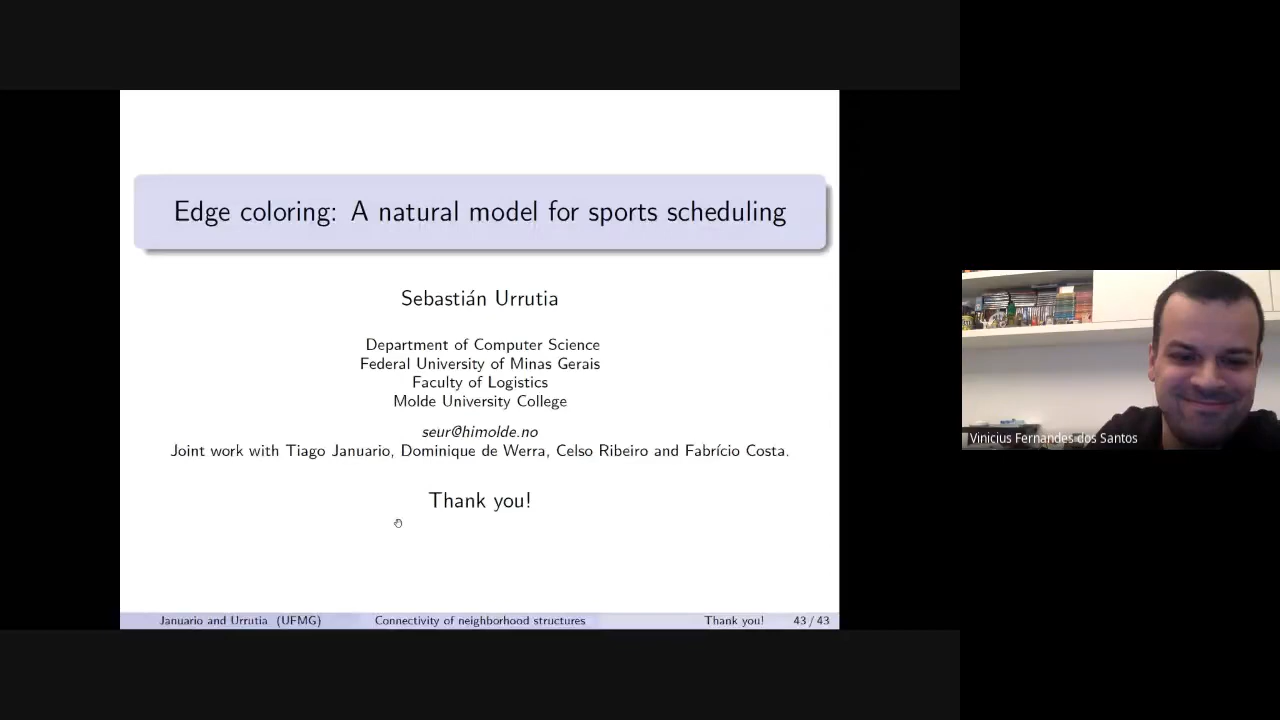 Edge coloring: A natural model for sports scheduling
Sebastián Urrutia
Department of Computer Science
Federal University of Minas Gerais
Faculty of Logistics
Molde University College
seur@himolde.no
Joint work with Tiago Januario, Dominique de Werra, Celso Ribeiro and Fabrício Costa.
Thank you!
Januario and Urrutia (UFMG) Connectivity of neighborhood structures Thank you! 43 / 43
Vinicius Fernandes dos Santos